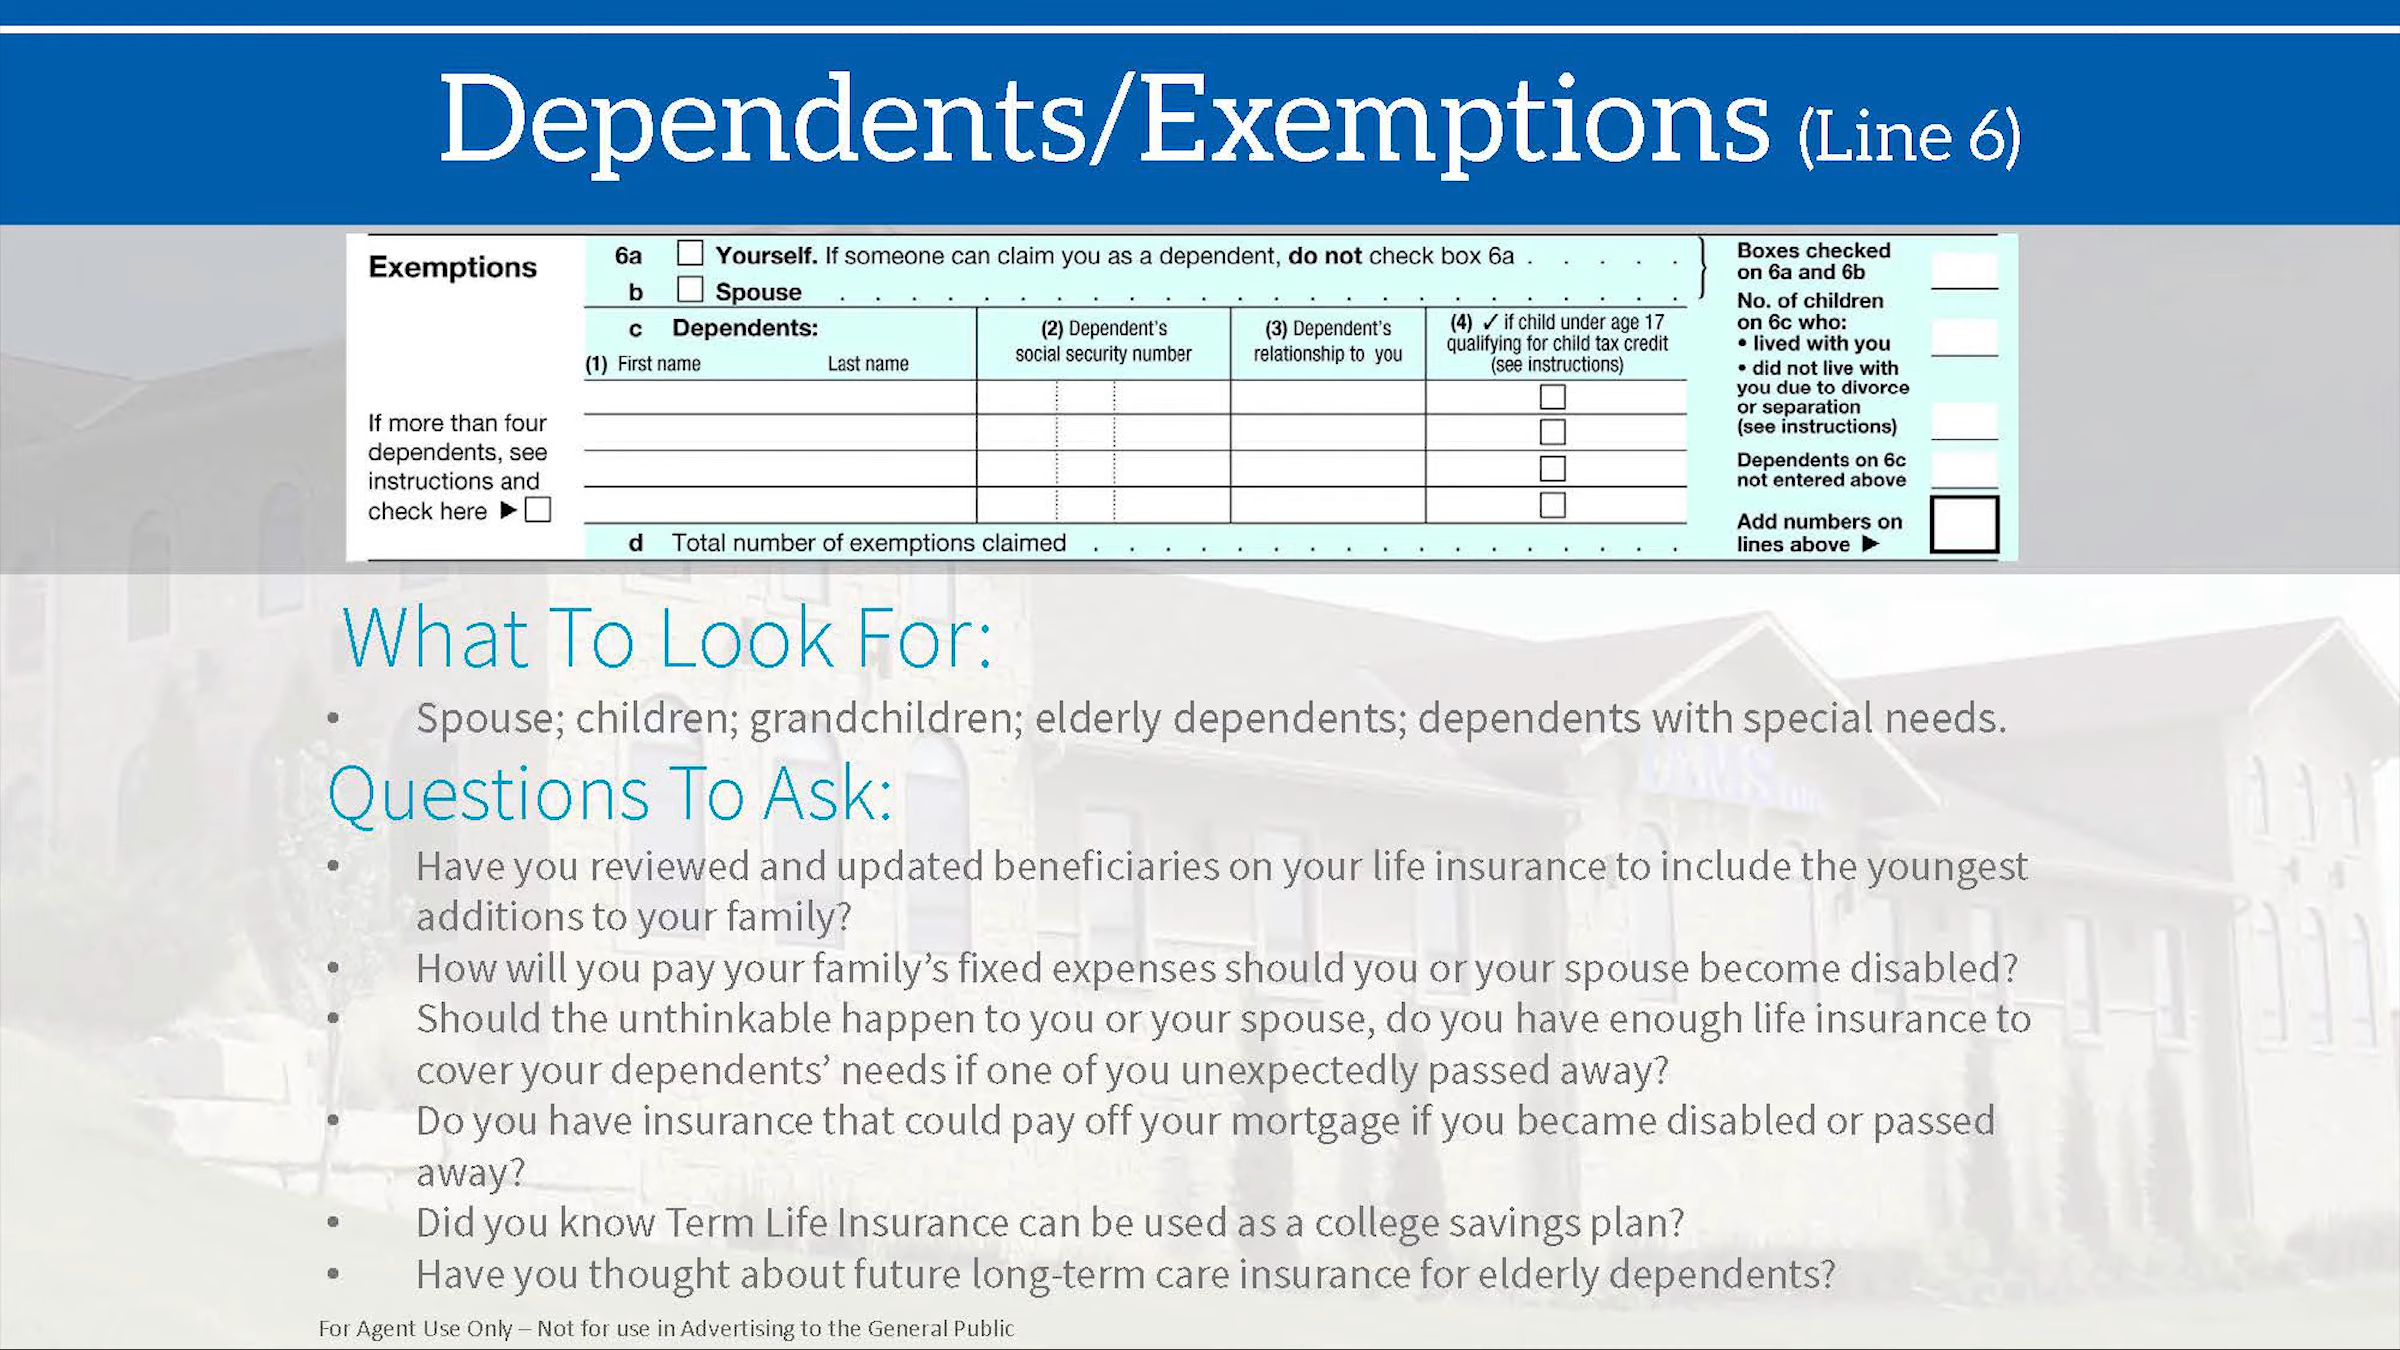 Dependents/Exemptions (Line 6)
Exemptions
6a Yourself. If someone can claim you as a dependent, do not check box 6a . . . . .
b Spouse . . . . . . . . . . . . . . . . . . . . . . . .
c Dependents:
(1) First name Last name
(2) Dependent's
social security number
(3) Dependent's
relationship to you
(4) ✓ if child under age 17
qualifying for child tax credit
(see instructions)
If more than four
dependents, see
instructions and
check here ▶
d Total number of exemptions claimed . . . . . . . . . . . . . . . . .
Boxes checked
on 6a and 6b
No. of children
on 6c who:
• lived with you
• did not live with
you due to divorce
or separation
(see instructions)
Dependents on 6c
not entered above
Add numbers on
lines above ▶
What To Look For:
• Spouse; children; grandchildren; elderly dependents; dependents with special needs.
Questions To Ask:
• Have you reviewed and updated beneficiaries on your life insurance to include the youngest
additions to your family?
• How will you pay your family's fixed expenses should you or your spouse become disabled?
• Should the unthinkable happen to you or your spouse, do you have enough life insurance to
cover your dependents' needs if one of you unexpectedly passed away?
• Do you have insurance that could pay off your mortgage if you became disabled or passed
away?
• Did you know Term Life Insurance can be used as a college savings plan?
• Have you thought about future long-term care insurance for elderly dependents?
For Agent Use Only – Not for use in Advertising to the General Public